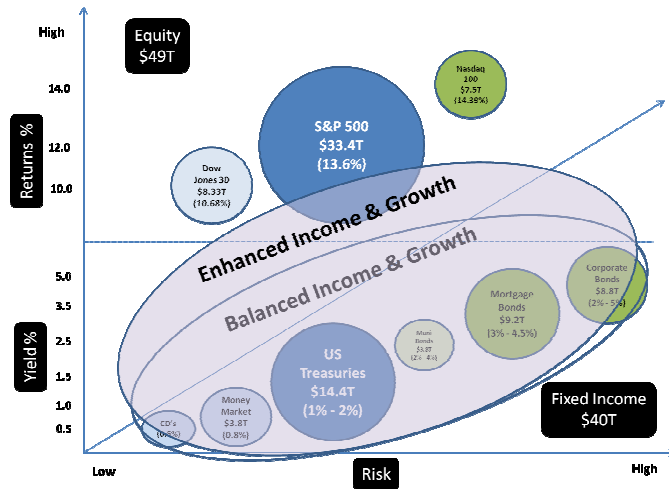 High
Equity
$49T
Nasdaq
100
$7.5T
(14.39%)
14.0
S&P 500
$33.4T
(13.6%)
12.0
Returns %
Dow
Jones 30
$8.33T
(10.68%)
10.0
Enhanced Income & Growth
Balanced Income & Growth
5.0
Corporate
Bonds
$8.8T
(2% - 5%)
3.5
Mortgage
Bonds
$9.2T
(3% - 4.5%)
2.5
Muni
Bonds
Yield %
US
Treasuries
$14.4T
(1% - 2%)
1.5
1.0
Money
Market
$3.8T
(0.8%)
0.5
CD's
Fixed Income
$40T
Low
Risk
High